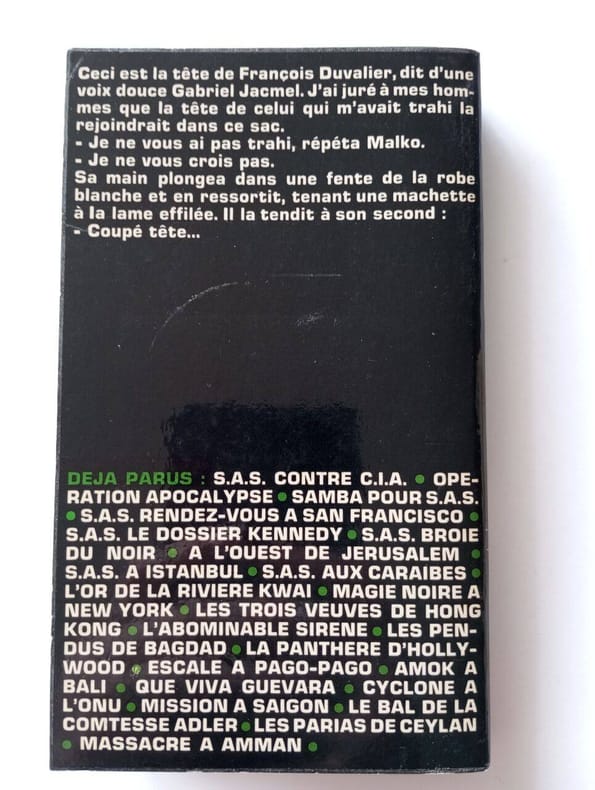 Ceci est la tête de François Duvalier, dit d'une
voix douce Gabriel Jacmel. J'ai juré à mes hom-
mes que la tête de celui qui m'avait trahi la
rejoindrait dans ce sac.
- Je ne vous ai pas trahi, répéta Malko.
- Je ne vous crois pas.
Sa main plongea dans une fente de la robe
blanche et en ressortit, tenant une machette
à la lame effilée. Il la tendit à son second :
- Coupé tête...
DEJA PARUS : S.A.S. CONTRE C.I.A. • OPE-
RATION APOCALYPSE • SAMBA POUR S.A.S.
• S.A.S. RENDEZ-VOUS A SAN FRANCISCO •
S.A.S. LE DOSSIER KENNEDY • S.A.S. BROIE
DU NOIR • A L'OUEST DE JERUSALEM •
S.A.S. A ISTANBUL • S.A.S. AUX CARAIBES •
L'OR DE LA RIVIERE KWAI • MAGIE NOIRE A
NEW YORK • LES TROIS VEUVES DE HONG
KONG • L'ABOMINABLE SIRENE • LES PEN-
DUS DE BAGDAD • LA PANTHERE D'HOLLY-
WOOD • ESCALE A PAGO-PAGO • AMOK A
BALI • QUE VIVA GUEVARA • CYCLONE A
L'ONU • MISSION A SAIGON • LE BAL DE LA
COMTESSE ADLER • LES PARIAS DE CEYLAN
• MASSACRE A AMMAN •